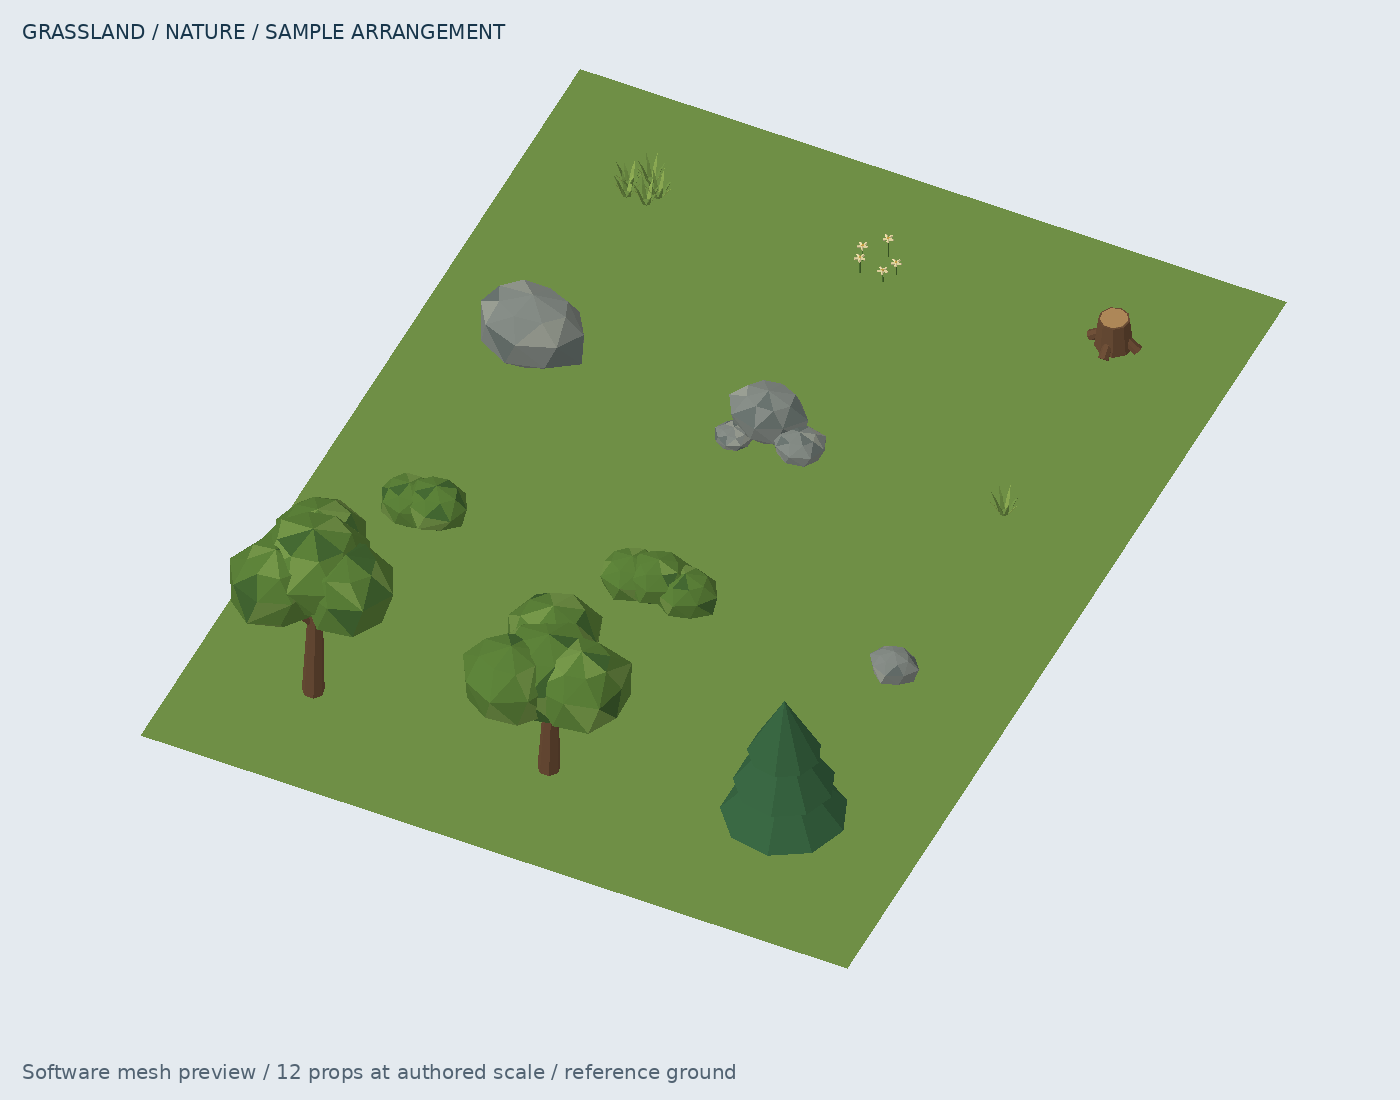 GRASSLAND / NATURE / SAMPLE ARRANGEMENT
Software mesh preview / 12 props at authored scale / reference ground